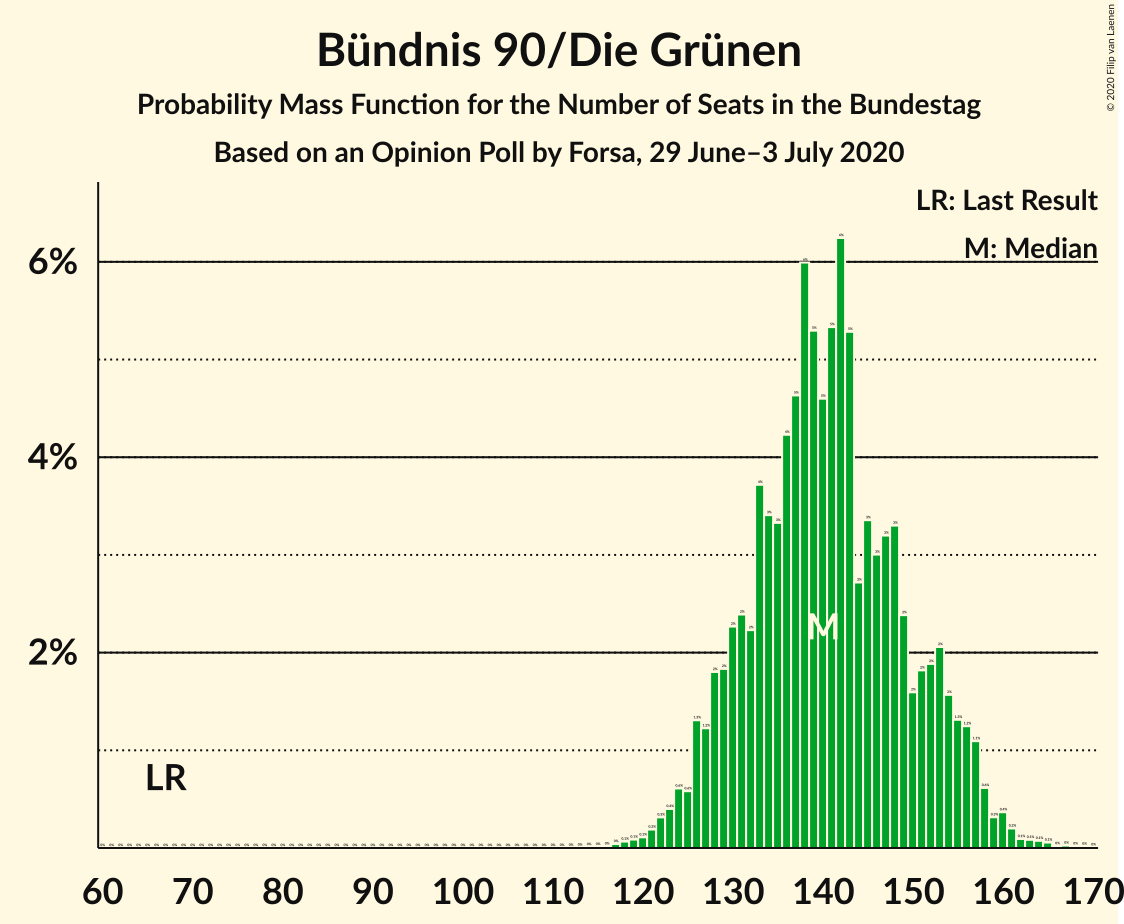 Bündnis 90/Die Grünen
Probability Mass Function for the Number of Seats in the Bundestag
Based on an Opinion Poll by Forsa, 29 June–3 July 2020
© 2020 Filip van Laenen
LR: Last Result
M: Median
6%
4%
2%
M
LR
60 70 80 90 100 110 120 130 140 150 160 170